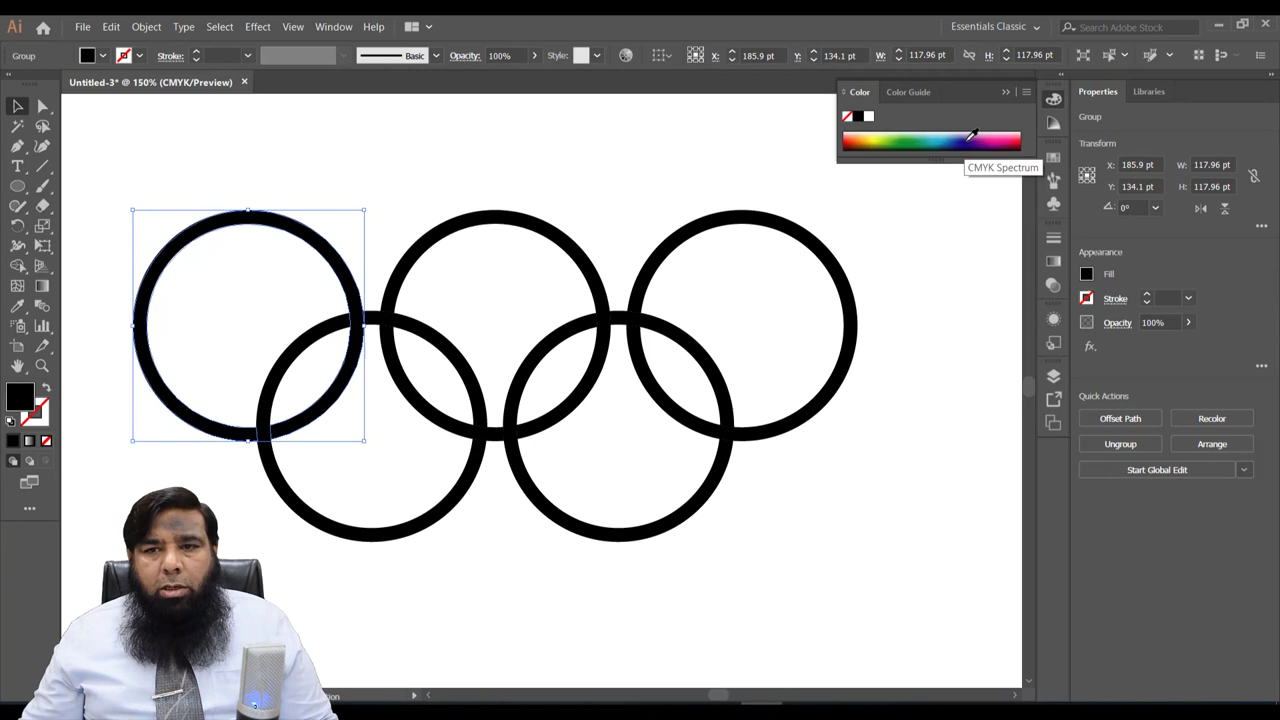 Ai File Edit Object Type Select Effect View Window Help Essentials Classic Search Adobe Stock
Group Stroke: Basic Opacity: 100% Style: X: 185.9 pt Y: 134.1 pt W: 117.96 pt H: 117.96 pt
Untitled-3* @ 150% (CMYK/Preview)
Color Color Guide
CMYK Spectrum
Properties Libraries
Group
Transform
X: 185.9 pt W: 117.96 pt
Y: 134.1 pt H: 117.96 pt
0°
Appearance
Fill
Stroke
Opacity 100%
fx
Quick Actions
Offset Path Recolor
Ungroup Arrange
Start Global Edit